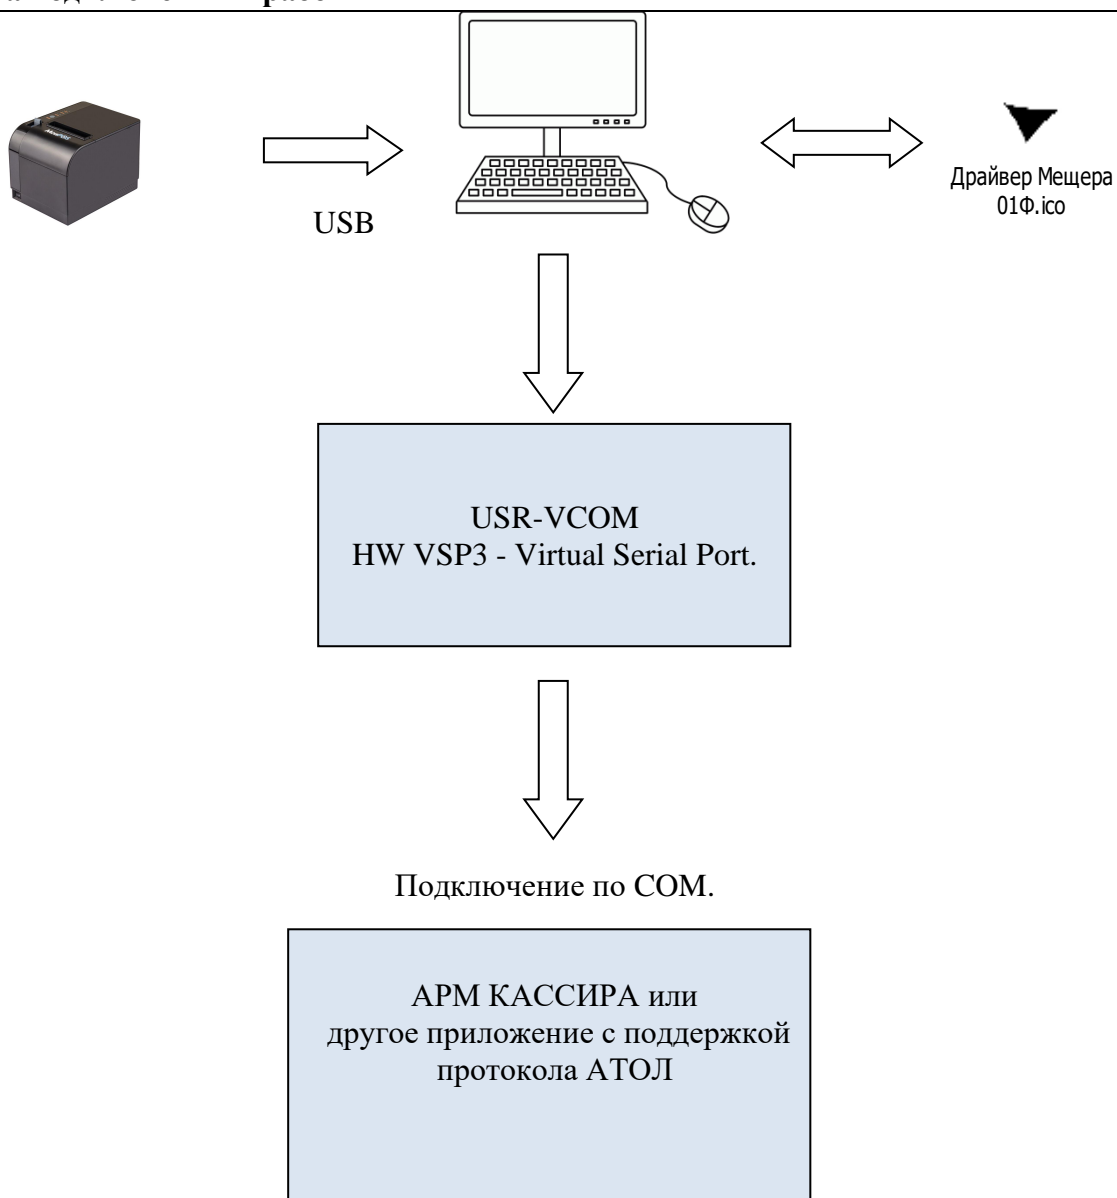 USB
Драйвер Мещера
01Ф.ico
USR-VCOM
HW VSP3 - Virtual Serial Port.
Подключение по COM.
АРМ КАССИРА или
другое приложение с поддержкой
протокола АТОЛ